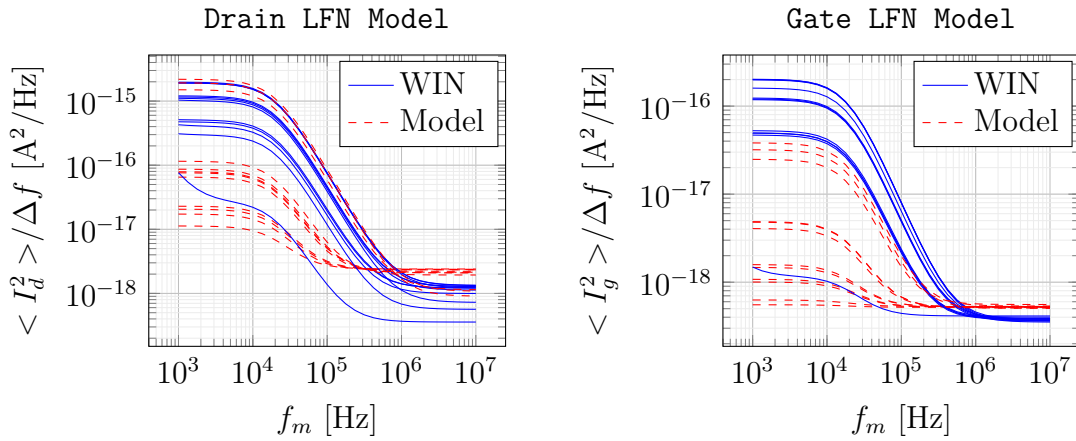 Drain LFN Model
< I_d^2 > /Δf [A^2/Hz]
10^−15
10^−16
10^−17
10^−18
WIN
Model
10^3 10^4 10^5 10^6 10^7
f_m [Hz]
Gate LFN Model
< I_g^2 > /Δf [A^2/Hz]
10^−16
10^−17
10^−18
WIN
Model
10^3 10^4 10^5 10^6 10^7
f_m [Hz]